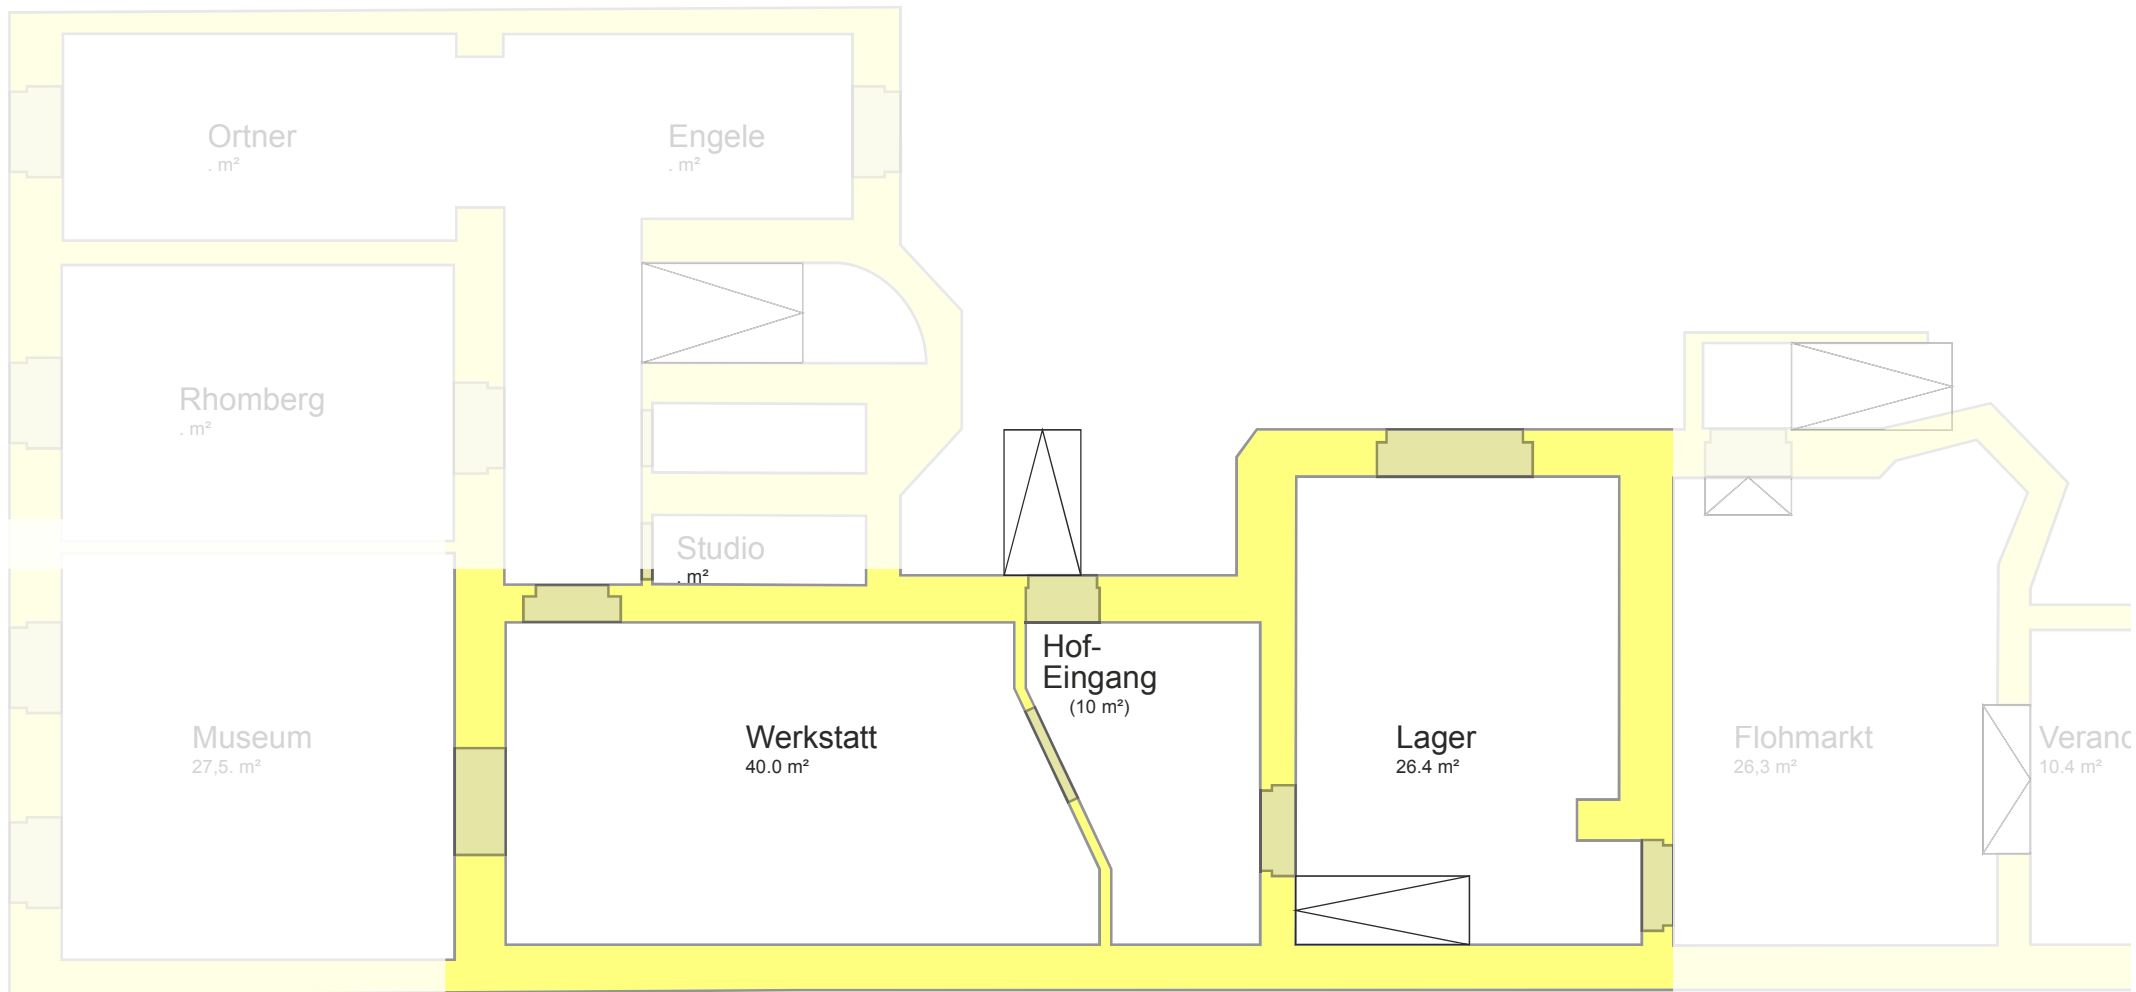 Ortner
. m²
Engele
. m²
Rhomberg
. m²
Studio
. m²
Hof-
Eingang
(10 m²)
Museum
27,5. m²
Werkstatt
40.0 m²
Lager
26.4 m²
Flohmarkt
26,3 m²
Veranc
10.4 m²